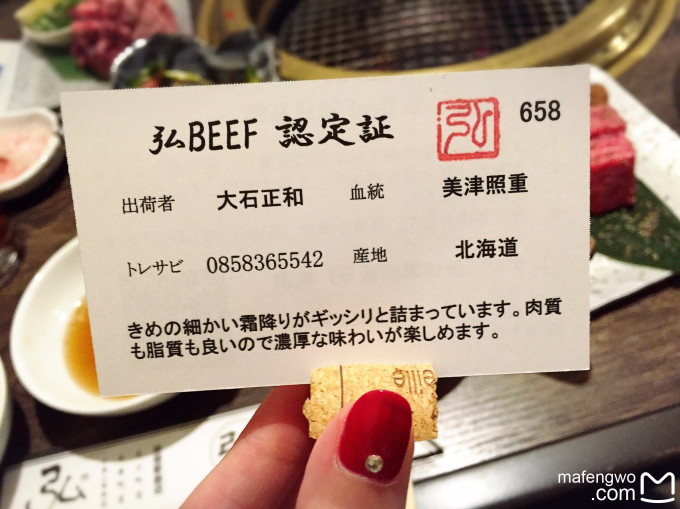 弘BEEF 認定証 弘 658
出荷者 大石正和 血統 美津照重
トレサビ 0858365542 産地 北海道
きめの細かい霜降りがギッシリと詰まっています。肉質
も脂質も良いので濃厚な味わいが楽しめます。
eille
弘
mafengwo
.com